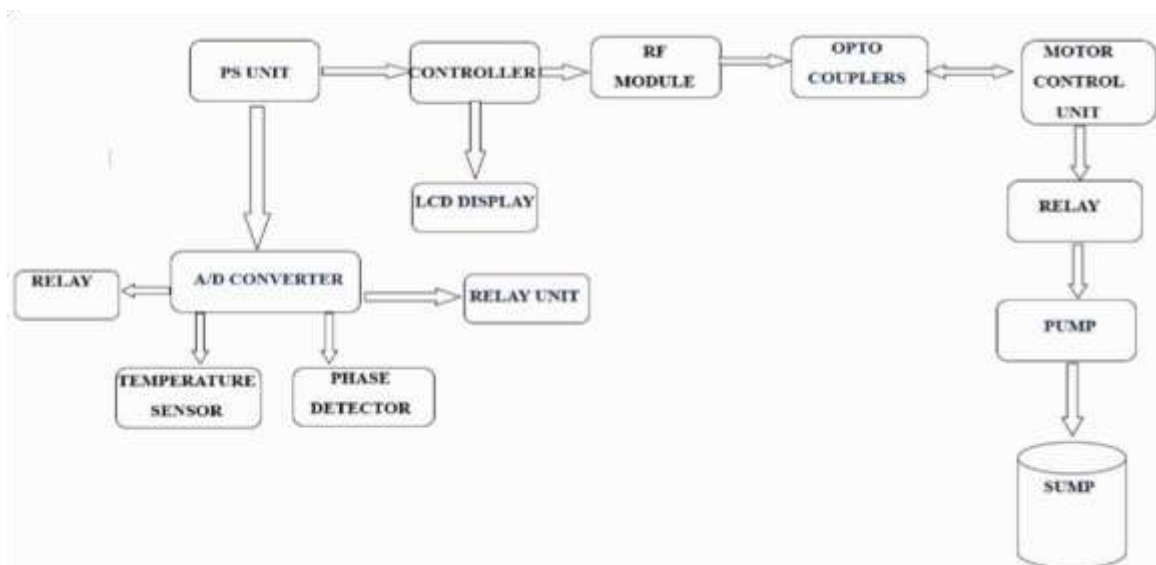 PS UNIT
CONTROLLER
RF
MODULE
OPTO
COUPLERS
MOTOR
CONTROL
UNIT
LCD DISPLAY
RELAY
RELAY
A/D CONVERTER
RELAY UNIT
PUMP
TEMPERATURE
SENSOR
PHASE
DETECTOR
SUMP